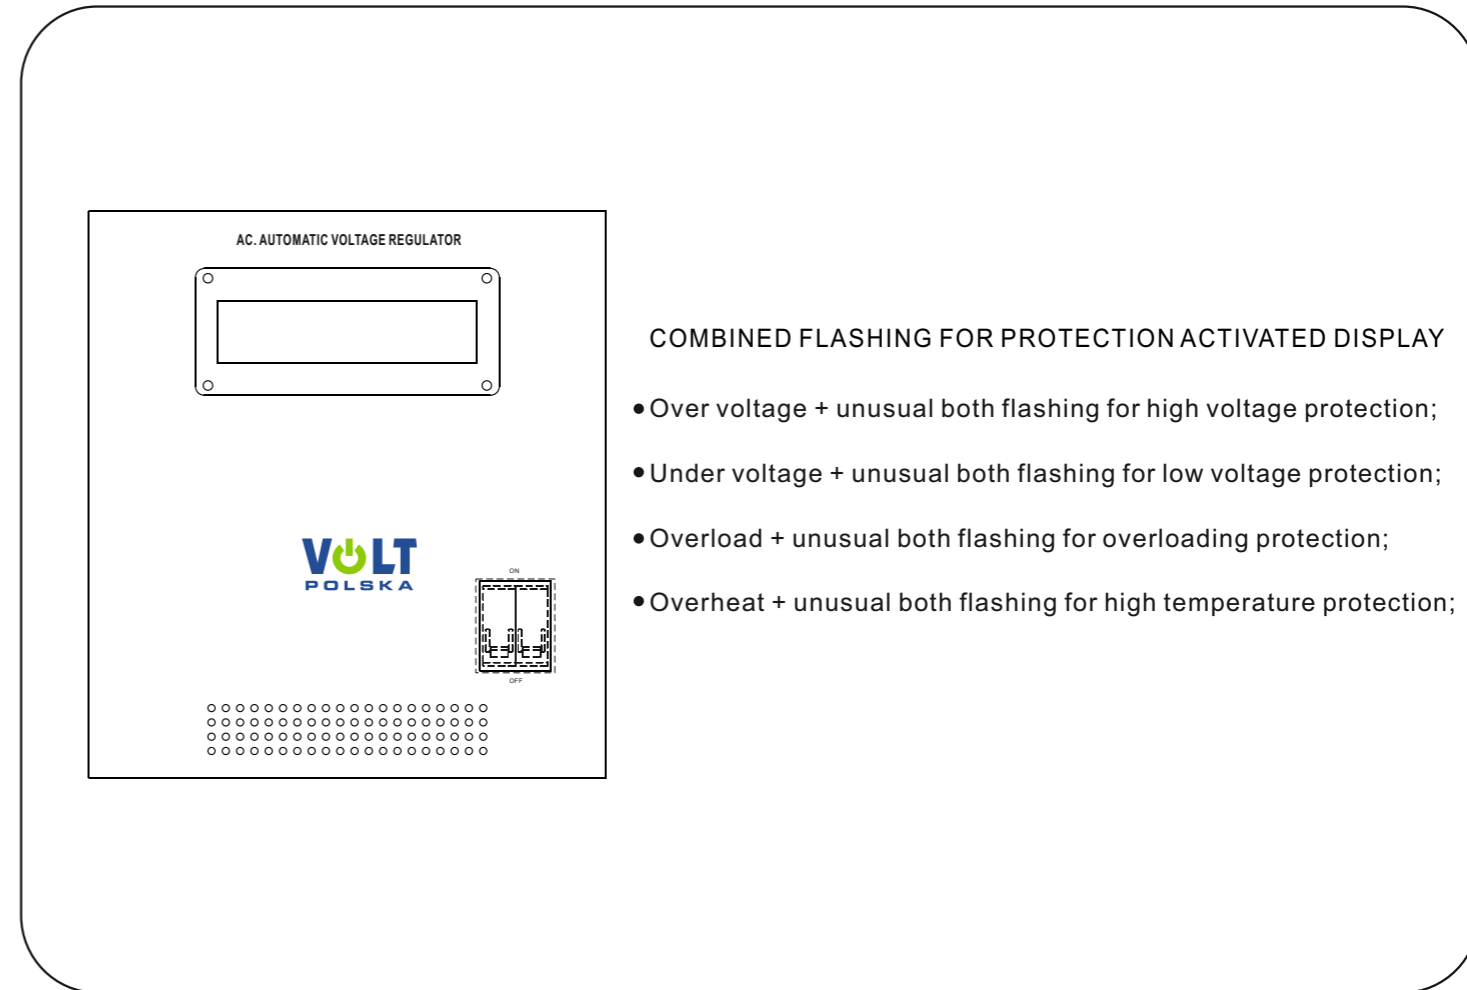 AC. AUTOMATIC VOLTAGE REGULATOR
COMBINED FLASHING FOR PROTECTION ACTIVATED DISPLAY
●Over voltage + unusual both flashing for high voltage protection;
●Under voltage + unusual both flashing for low voltage protection;
●Overload + unusual both flashing for overloading protection;
●Overheat + unusual both flashing for high temperature protection;
VOLT
POLSKA
ON
OFF